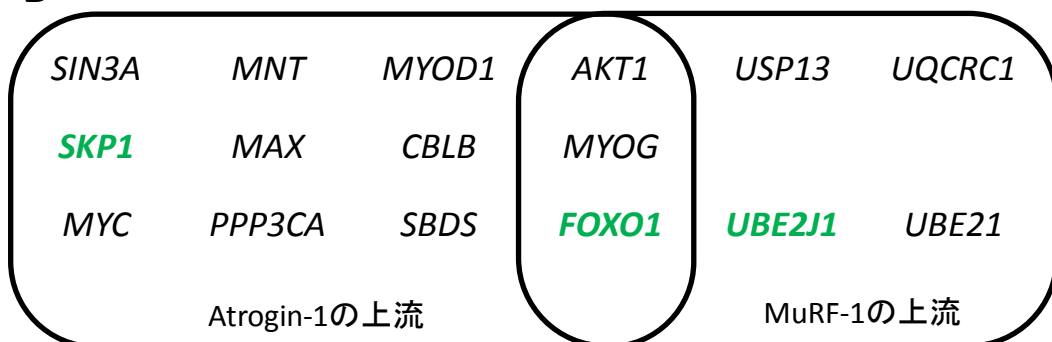 SIN3A MNT MYOD1 AKT1 USP13 UQCRC1
SKP1 MAX CBLB MYOG
MYC PPP3CA SBDS FOXO1 UBE2J1 UBE21
Atrogin-1の上流 MuRF-1の上流